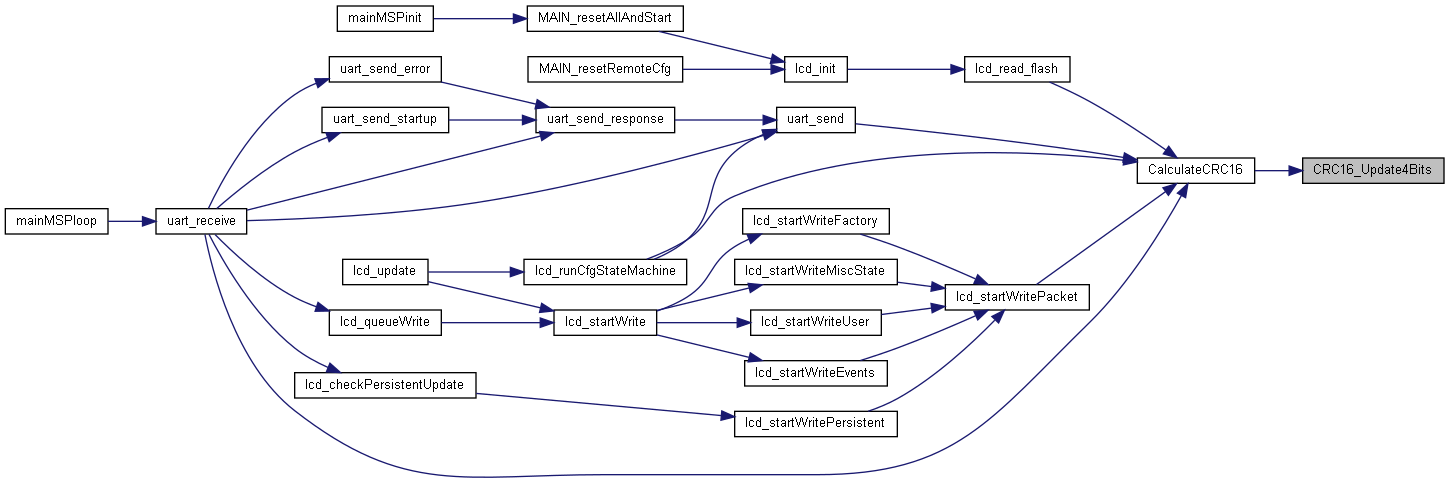 mainMSPinit
MAIN_resetAllAndStart
uart_send_error
MAIN_resetRemoteCfg
lcd_init
lcd_read_flash
uart_send_startup
uart_send_response
uart_send
CalculateCRC16
CRC16_Update4Bits
mainMSPloop
uart_receive
lcd_startWriteFactory
lcd_update
lcd_runCfgStateMachine
lcd_startWriteMiscState
lcd_startWritePacket
lcd_queueWrite
lcd_startWrite
lcd_startWriteUser
lcd_checkPersistentUpdate
lcd_startWriteEvents
lcd_startWritePersistent